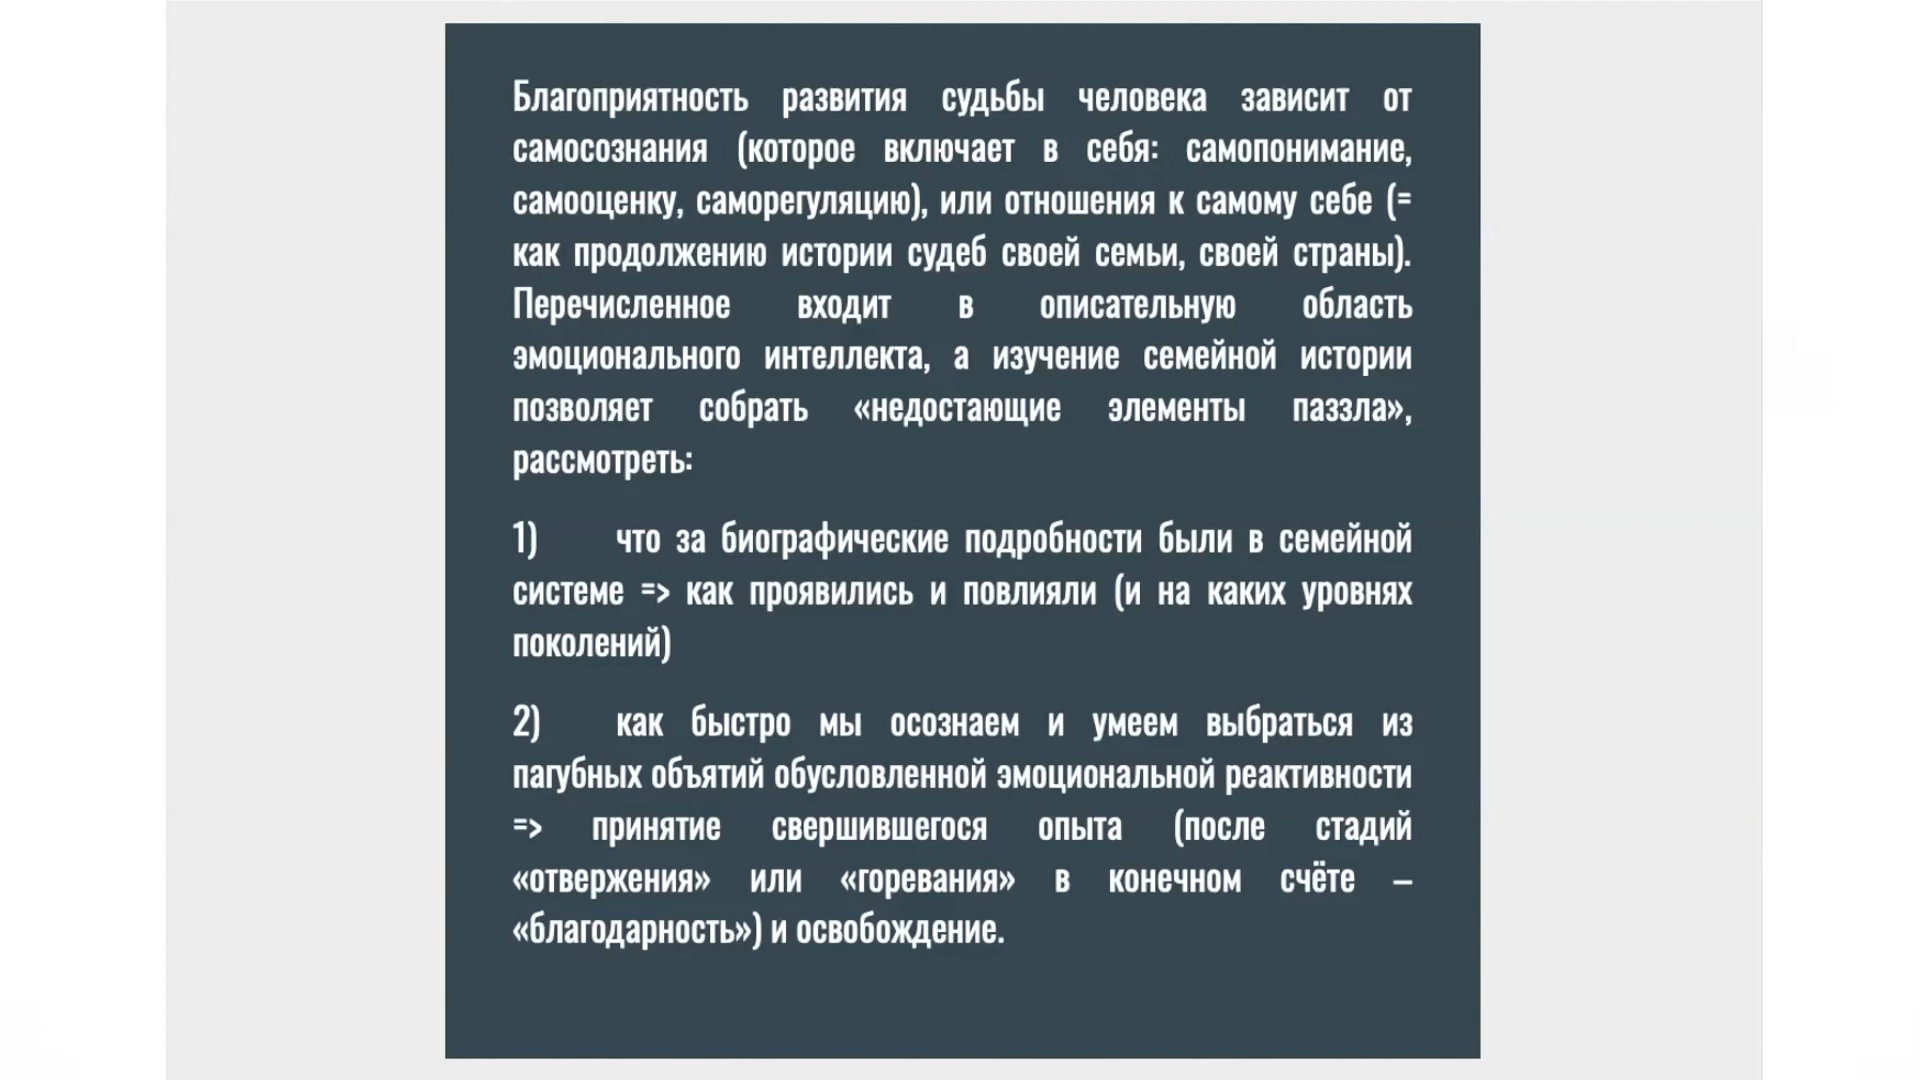 Благоприятность развития судьбы человека зависит от
самосознания (которое включает в себя: самопонимание,
самооценку, саморегуляцию), или отношения к самому себе (=
как продолжению истории судеб своей семьи, своей страны).
Перечисленное входит в описательную область
эмоционального интеллекта, а изучение семейной истории
позволяет собрать «недостающие элементы паззла»,
рассмотреть:
1) что за биографические подробности были в семейной
системе => как проявились и повлияли (и на каких уровнях
поколений)
2) как быстро мы осознаем и умеем выбраться из
пагубных объятий обусловленной эмоциональной реактивности
=> принятие свершившегося опыта (после стадий
«отвержения» или «горевания» в конечном счёте –
«благодарность») и освобождение.